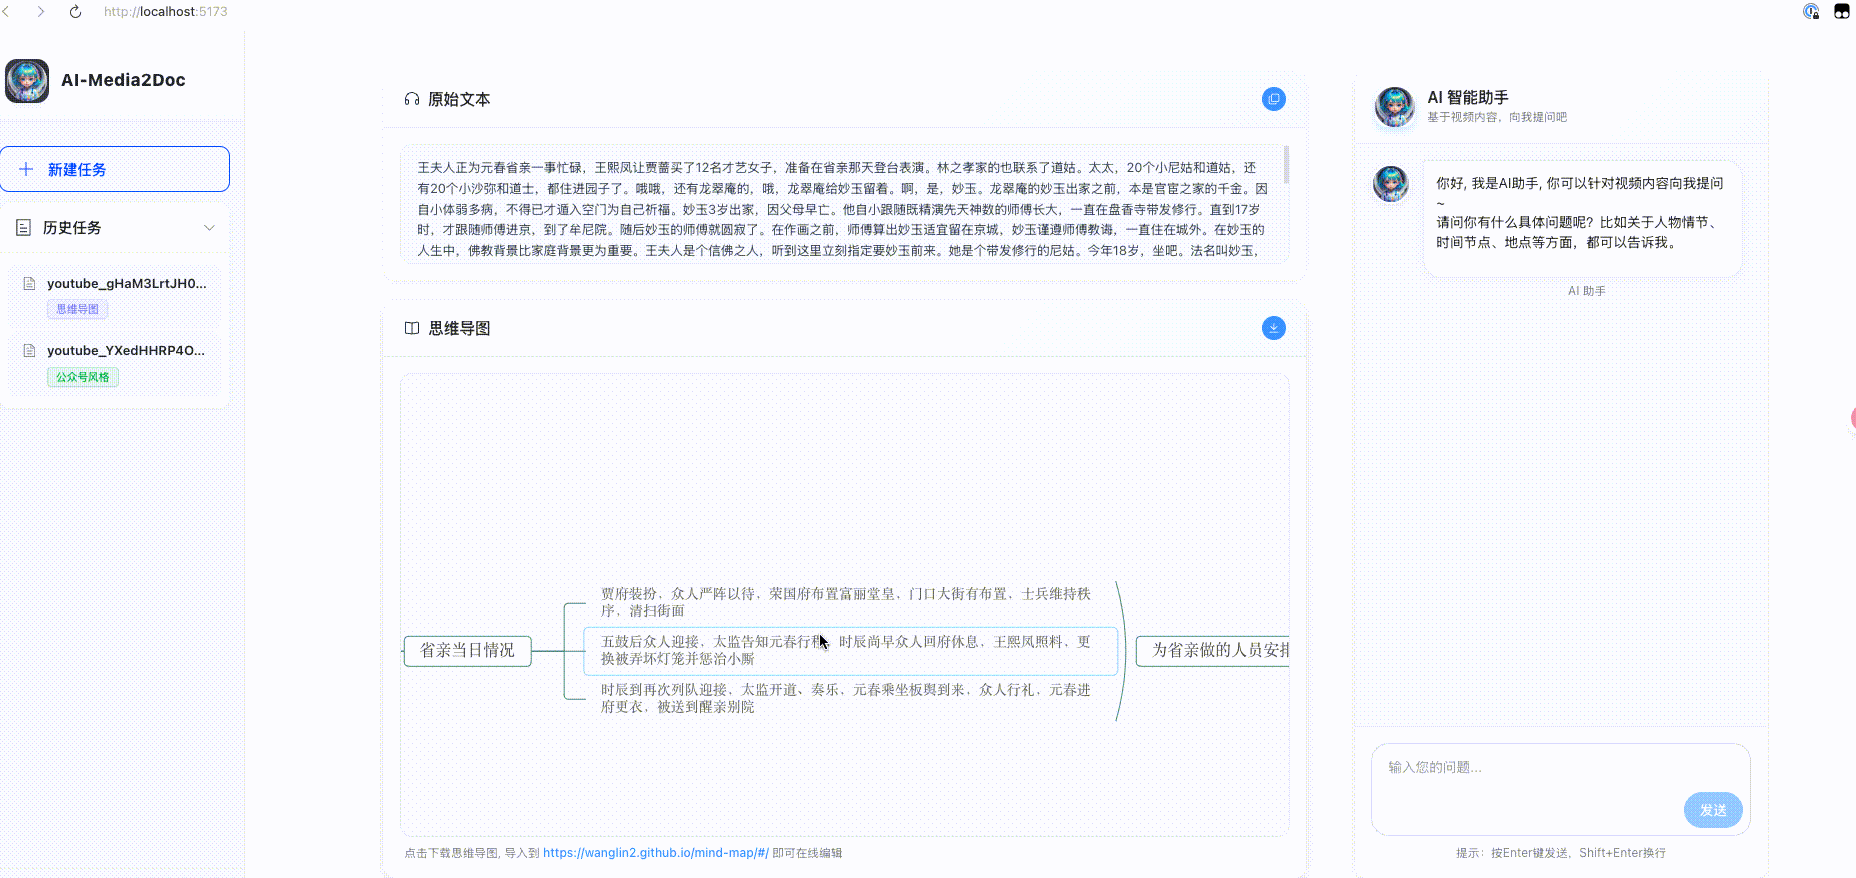 http://localhost:5173
AI-Media2Doc
新建任务
历史任务
youtube_gHaM3LrtJH0...
思维导图
youtube_YXedHHRP4O...
公众号风格
原始文本
王夫人正为元春省亲一事忙碌，王熙凤让贾蔷买了12名才艺女子，准备在省亲那天登台表演。林之孝家的也联系了道姑。太太，20个小尼姑和道姑，还
有20个小沙弥和道士，都住进园子了。哦哦，还有龙翠庵的，哦，龙翠庵给妙玉留着。啊，是，妙玉。龙翠庵的妙玉出家之前，本是官宦之家的千金。因
自小体弱多病，不得已才遁入空门为自己祈福。妙玉3岁出家，因父母早亡。他自小跟随既精演先天神数的师傅长大，一直在盘香寺带发修行。直到17岁
时，才跟随师傅进京，到了牟尼院。随后妙玉的师傅就圆寂了。在作画之前，师傅算出妙玉适宜留在京城，妙玉谨遵师傅教诲，一直住在城外。在妙玉的
人生中，佛教背景比家庭背景更为重要。王夫人是个信佛之人，听到这里立刻指定要妙玉前来。她是个带发修行的尼姑。今年18岁，坐吧。法名叫妙玉，
思维导图
省亲当日情况
贾府装扮，众人严阵以待，荣国府布置富丽堂皇，门口大街有布置，士兵维持秩
序，清扫街面
五鼓后众人迎接，太监告知元春行程，时辰尚早众人回府休息，王熙凤照料，更
换被弄坏灯笼并惩治小厮
时辰到再次列队迎接，太监开道、奏乐，元春乘坐板舆到来，众人行礼，元春进
府更衣，被送到醒亲别院
为省亲做的人员安排
点击下载思维导图, 导入到 https://wanglin2.github.io/mind-map/#/ 即可在线编辑
AI 智能助手
基于视频内容，向我提问吧
你好, 我是AI助手, 你可以针对视频内容向我提问
~
请问你有什么具体问题呢？比如关于人物情节、
时间节点、地点等方面，都可以告诉我。
AI 助手
输入您的问题...
发送
提示：按Enter键发送，Shift+Enter换行